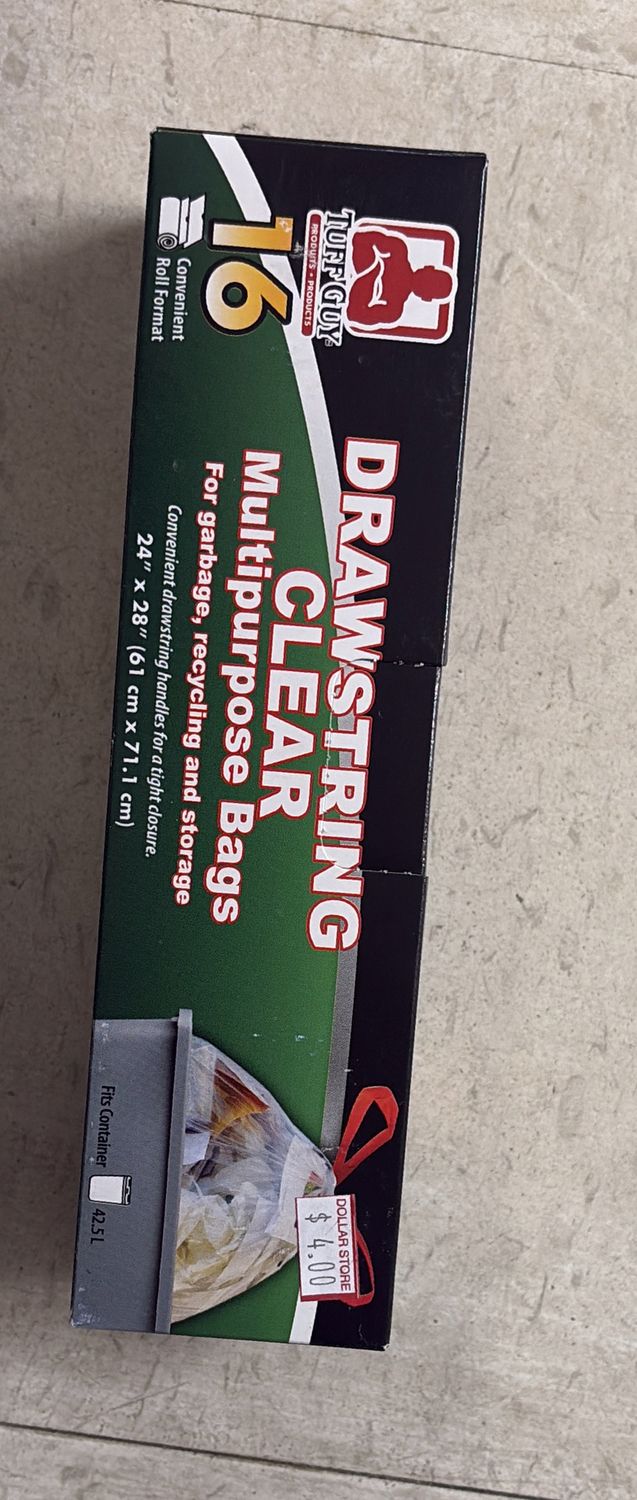 TUFF GUY®
PRODUITS • PRODUCTS
16
Convenient
Roll Format
DRAWSTRING
CLEAR
Multipurpose Bags
For garbage, recycling and storage
Convenient drawstring handles for a tight closure.
24" x 28" (61 cm x 71.1 cm)
DOLLAR STORE
$ 4.00
Fits Container 42.5 L